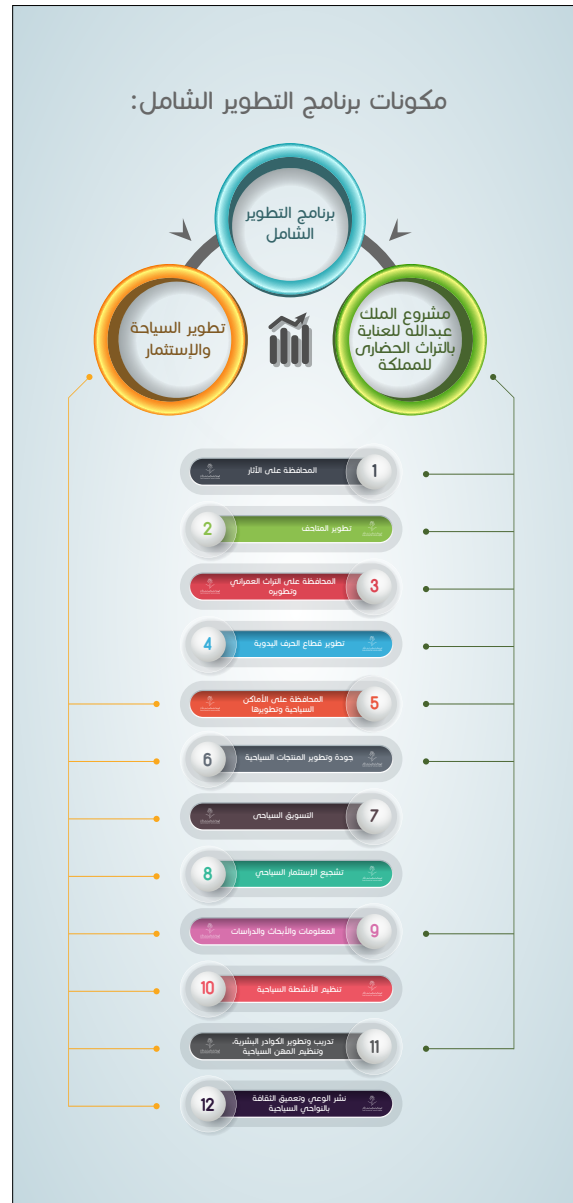 مكونات برنامج التطوير الشامل:
برنامج التطوير
الشامل
مشروع الملك
عبدالله للعناية
بالتراث الحضارى
للمملكة
تطوير السياحة
والإستثمار
1
المحافظة على الأثار
2
تطوير المتاحف
3
المحافظة على التراث العمراني
وتطويره
4
تطوير قطاع الحرف اليدوية
5
المحافظة على الأماكن
السياحية وتطويرها
6
جودة وتطوير المنتجات السياحية
7
التسويق السياحى
8
تشجيع الإستثمار السياحي
9
المعلومات والأبحاث والدراسات
10
تنظيم الأنشطة السياحية
11
تدريب وتطوير الكوادر البشرية،
وتنظيم المهن السياحية
12
نشر الوعي وتعميق الثقافة
بالنواحي السياحية